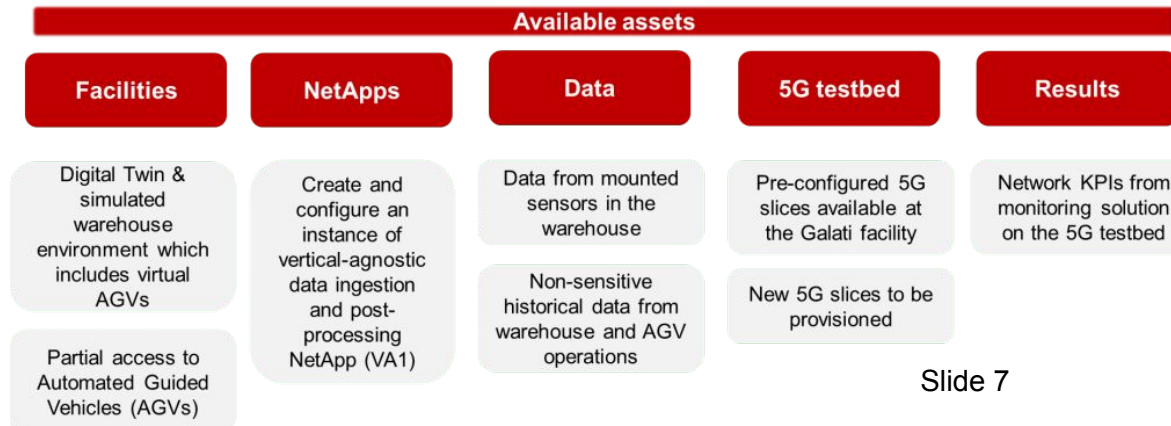 Available assets
Facilities
NetApps
Data
5G testbed
Results
Digital Twin &
simulated
warehouse
environment which
includes virtual
AGVs
Partial access to
Automated Guided
Vehicles (AGVs)
Create and
configure an
instance of
vertical-agnostic
data ingestion
and post-
processing
NetApp (VA1)
Data from mounted
sensors in the
warehouse
Non-sensitive
historical data from
warehouse and AGV
operations
Pre-configured 5G
slices available at
the Galati facility
New 5G slices to be
provisioned
Network KPIs from
monitoring solution
on the 5G testbed
Slide 7